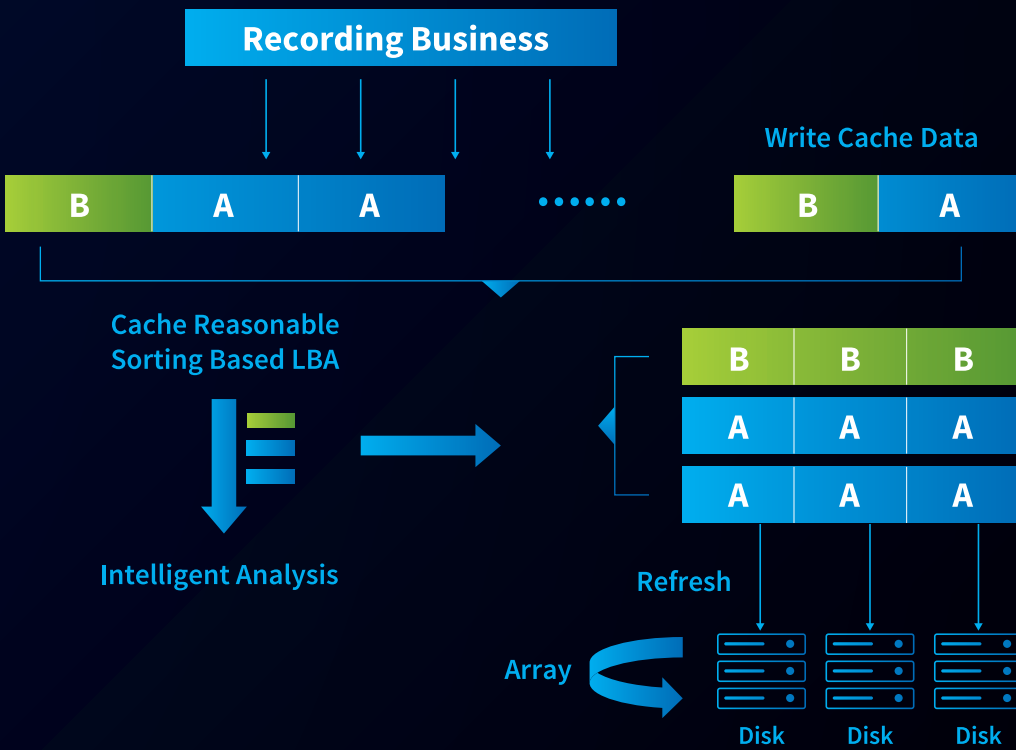 Recording Business
Write Cache Data
B A A B A
Cache Reasonable
Sorting Based LBA
B B B
A A A
A A A
Intelligent Analysis
Refresh
Array
Disk Disk Disk